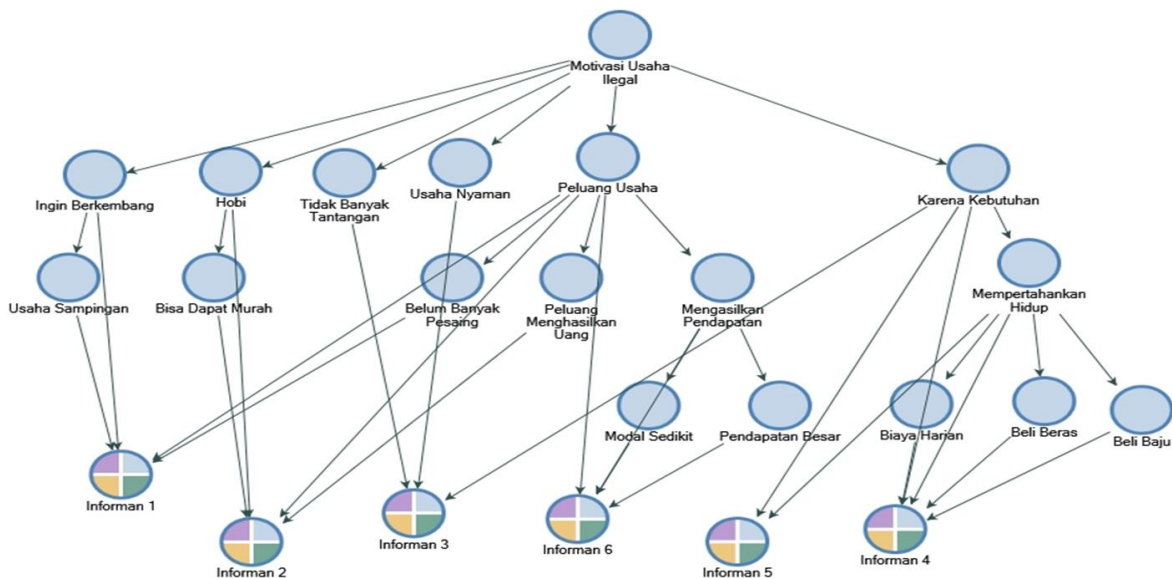 Motivasi Usaha
Ilegal
Ingin Berkembang
Hobi
Tidak Banyak
Tantangan
Usaha Nyaman
Peluang Usaha
Karena Kebutuhan
Usaha Sampingan
Bisa Dapat Murah
Belum Banyak
Pesaing
Peluang
Menghasilkan
Uang
Mengasilkan
Pendapatan
Mempertahankan
Hidup
Modal Sedikit
Pendapatan Besar
Biaya Harian
Beli Beras
Beli Baju
Informan 1
Informan 2
Informan 3
Informan 6
Informan 5
Informan 4